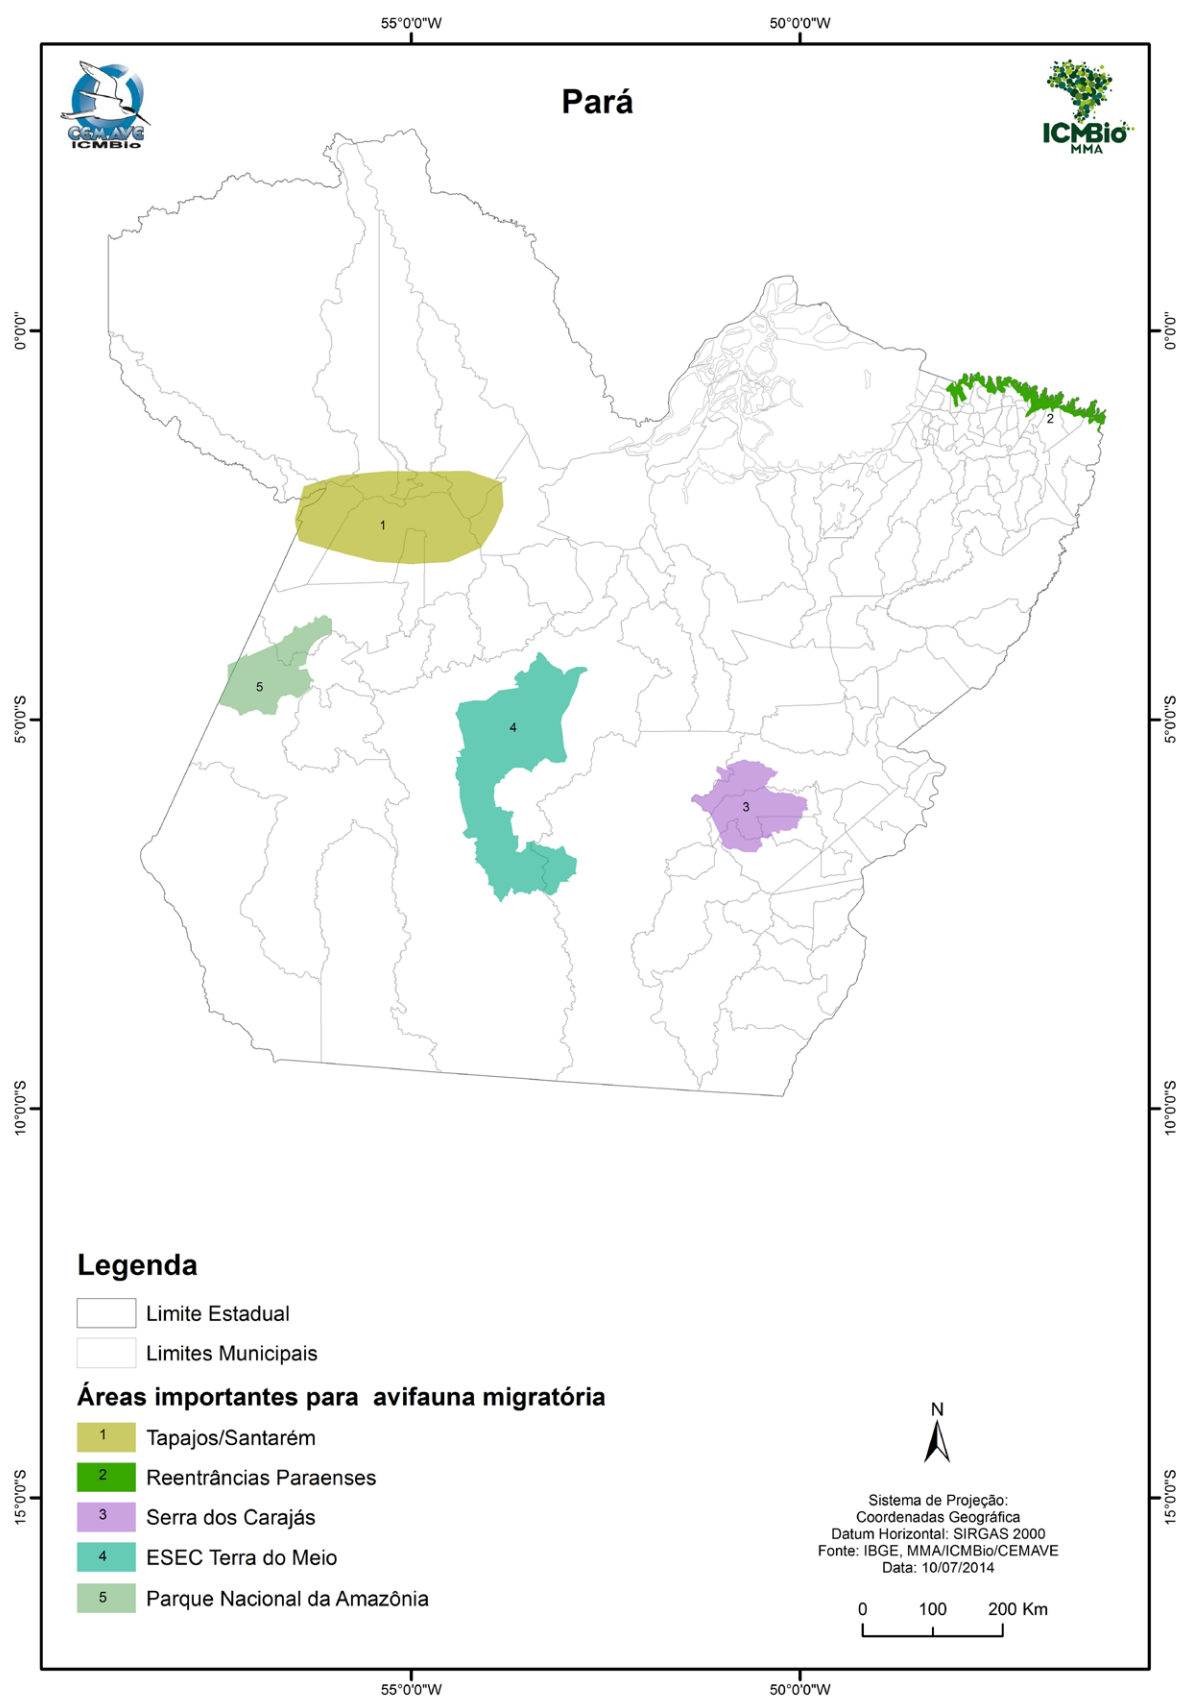 55°0'0"W
50°0'0"W
CEMAVE
ICMBio
Pará
ICMBio
MMA
0°0'0"
0°0'0"
2
1
5
4
5°0'0"S
5°0'0"S
3
10°0'0"S
10°0'0"S
Legenda
Limite Estadual
Limites Municipais
Áreas importantes para avifauna migratória
1 Tapajos/Santarém
2 Reentrâncias Paraenses
3 Serra dos Carajás
4 ESEC Terra do Meio
5 Parque Nacional da Amazônia
N
15°0'0"S
15°0'0"S
Sistema de Projeção:
Coordenadas Geográfica
Datum Horizontal: SIRGAS 2000
Fonte: IBGE, MMA/ICMBio/CEMAVE
Data: 10/07/2014
0 100 200 Km
55°0'0"W
50°0'0"W